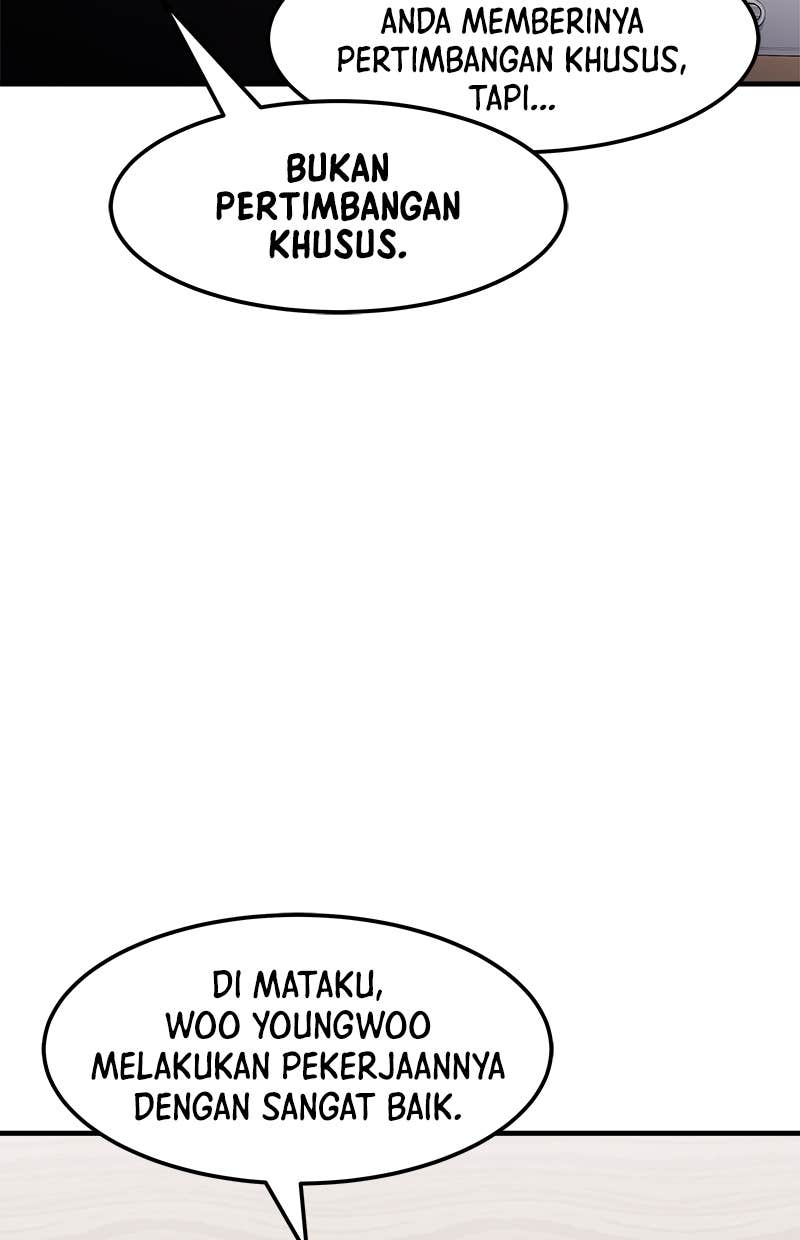 ANDA MEMBERINYA
PERTIMBANGAN KHUSUS,
TAPI...
BUKAN
PERTIMBANGAN
KHUSUS.
DI MATAKU,
WOO YOUNGWOO
MELAKUKAN PEKERJAANNYA
DENGAN SANGAT BAIK.